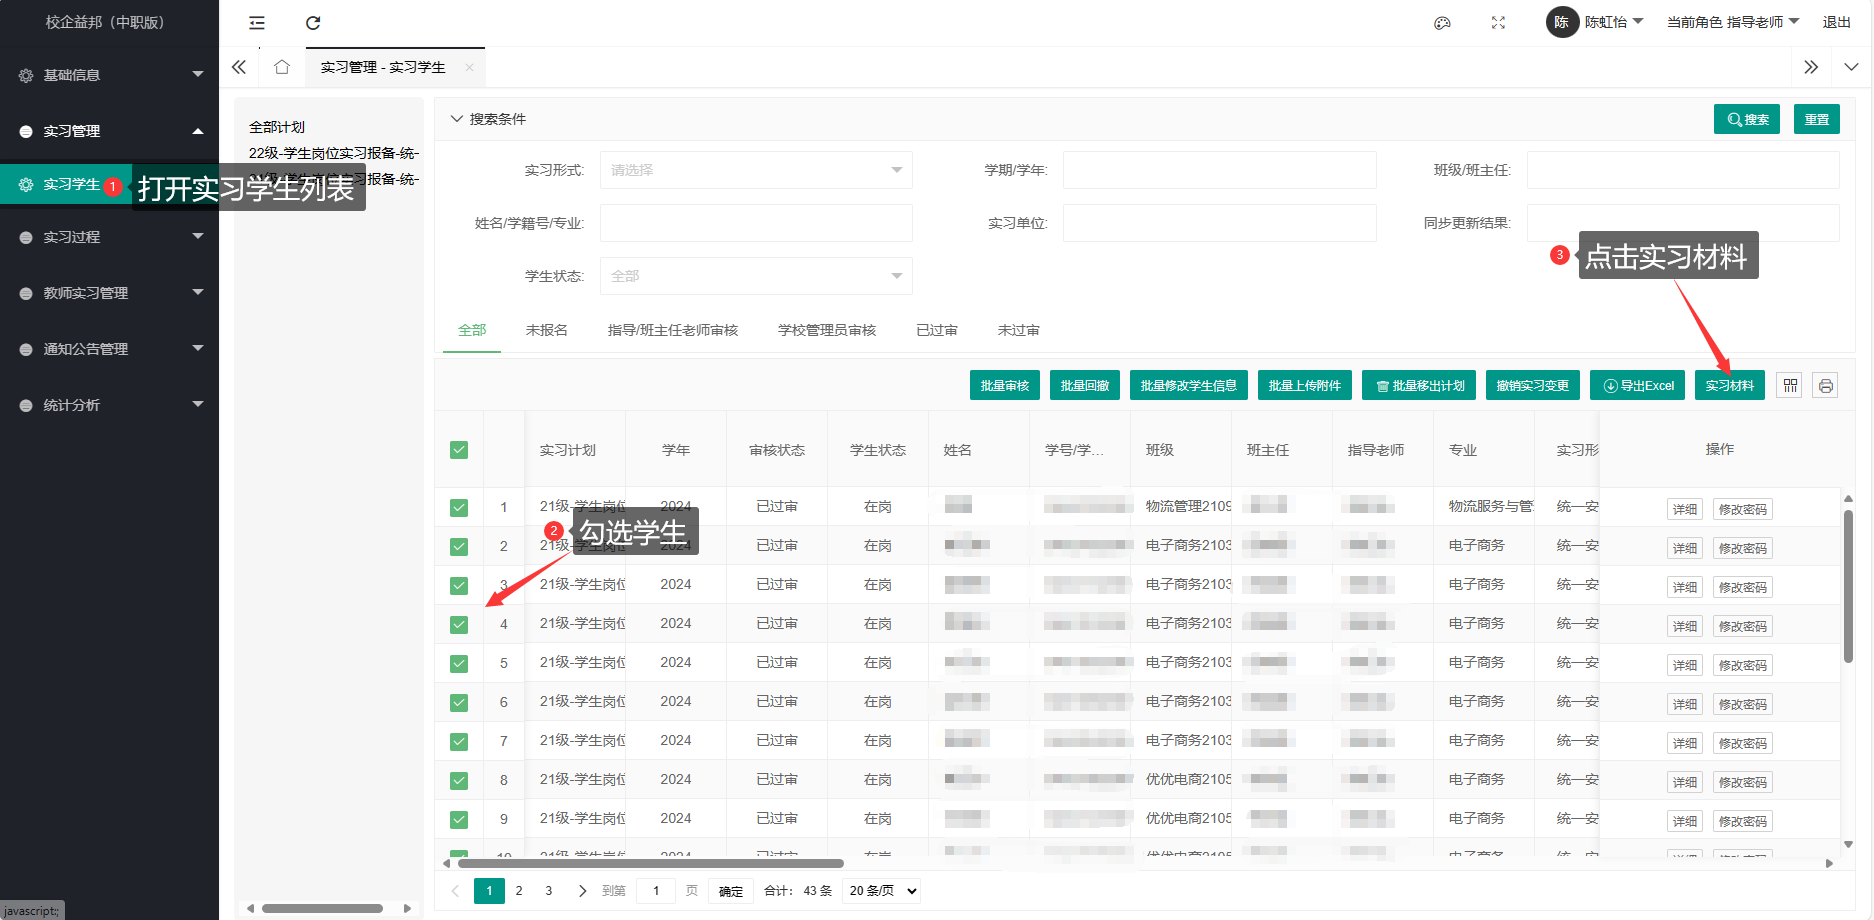 校企益邦（中职版）
陈 陈虹怡
当前角色 指导老师
退出
实习管理 - 实习学生 ×
基础信息
实习管理
实习学生
1 打开实习学生列表
实习过程
教师实习管理
通知公告管理
统计分析
全部计划
22级-学生岗位实习报备-统一
搜索条件
搜索
重置
实习形式:
请选择
学期/学年:
班级/班主任:
姓名/学籍号/专业:
实习单位:
同步更新结果:
学生状态:
全部
3 点击实习材料
全部
未报名
指导/班主任老师审核
学校管理员审核
已过审
未过审
批量审核
批量回撤
批量修改学生信息
批量上传附件
批量移出计划
撤销实习变更
导出Excel
实习材料
实习计划 学年 审核状态 学生状态 姓名 学号/学... 班级 班主任 指导老师 专业 实习形 操作
1 21级-学生岗位 2024 已过审 在岗 物流管理2109 物流服务与管 统一安 详细 修改密码
2 勾选学生
2 21级 2024 已过审 在岗 电子商务2103 电子商务 统一安 详细 修改密码
3 21级-学生岗位 2024 已过审 在岗 电子商务2103 电子商务 统一安 详细 修改密码
4 21级-学生岗位 2024 已过审 在岗 电子商务2103 电子商务 统一安 详细 修改密码
5 21级-学生岗位 2024 已过审 在岗 电子商务2103 电子商务 统一安 详细 修改密码
6 21级-学生岗位 2024 已过审 在岗 电子商务2103 电子商务 统一安 详细 修改密码
7 21级-学生岗位 2024 已过审 在岗 电子商务2103 电子商务 统一安 详细 修改密码
8 21级-学生岗位 2024 已过审 在岗 优优电商2105 电子商务 统一安 详细 修改密码
9 21级-学生岗位 2024 已过审 在岗 优优电商2105 电子商务 统一安 详细 修改密码
1 2 3 到第 1 页 确定 合计： 43 条 20 条/页
javascript:;